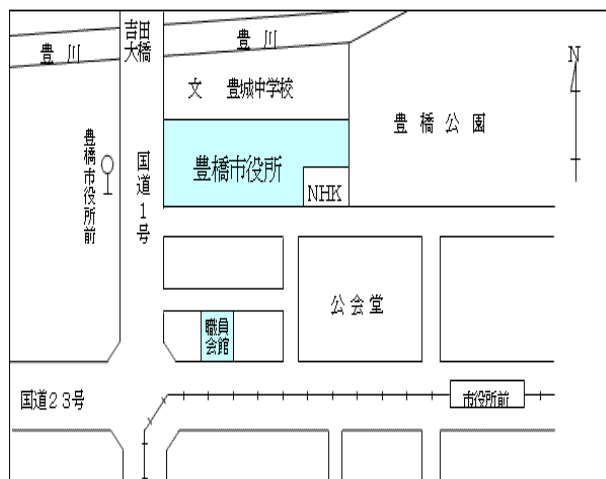 吉田
大橋
豊川
豊川
文 豊城中学校
豊橋公園
N
豊橋市役所前
国道1号
豊橋市役所
NHK
公会堂
職員
会館
国道23号
市役所前